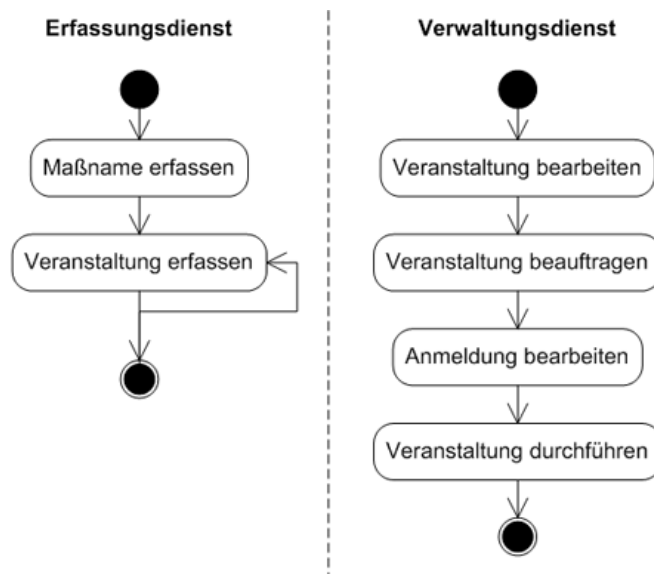 Erfassungsdienst
Maßname erfassen
Veranstaltung erfassen
Verwaltungsdienst
Veranstaltung bearbeiten
Veranstaltung beauftragen
Anmeldung bearbeiten
Veranstaltung durchführen